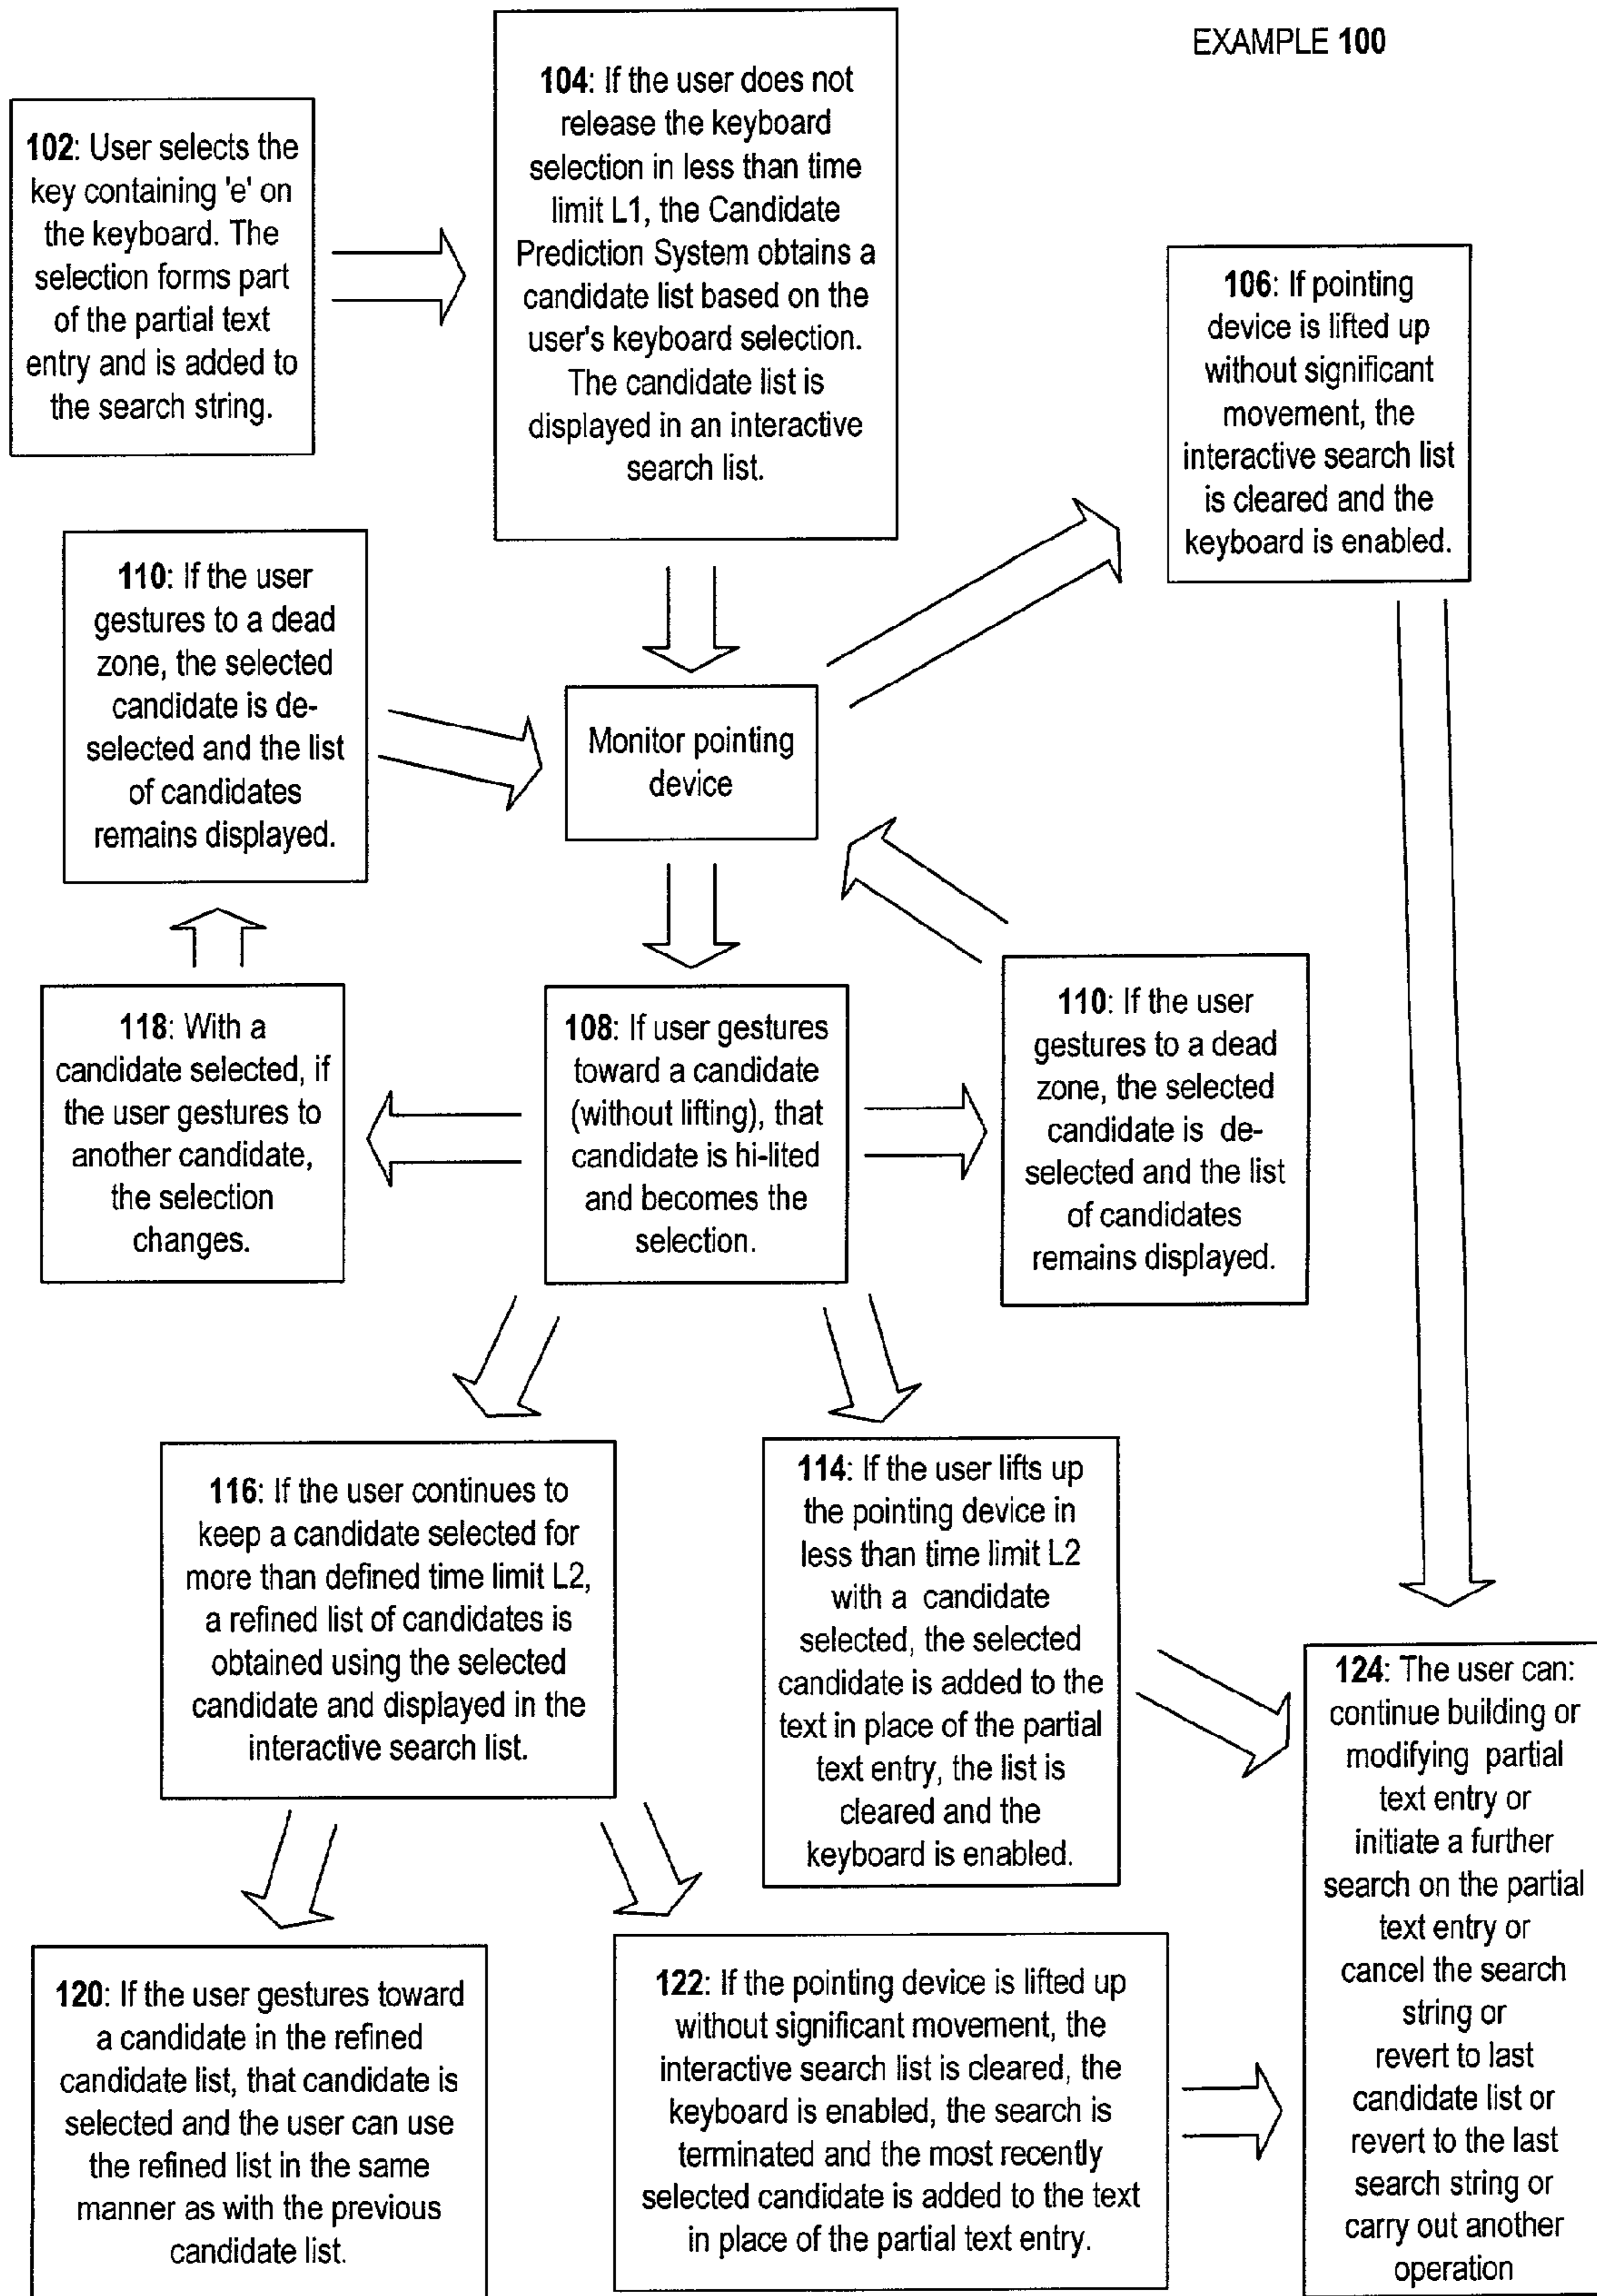 EXAMPLE 100
102: User selects the
key containing 'e' on
the keyboard. The
selection forms part
of the partial text
entry and is added to
the search string.
104: If the user does not
release the keyboard
selection in less than time
limit L1, the Candidate
Prediction System obtains a
candidate list based on the
user's keyboard selection.
The candidate list is
displayed in an interactive
search list.
106: If pointing
device is lifted up
without significant
movement, the
interactive search list
is cleared and the
keyboard is enabled.
110: If the user
gestures to a dead
zone, the selected
candidate is de-
selected and the list
of candidates
remains displayed.
Monitor pointing
device
118: With a
candidate selected, if
the user gestures to
another candidate,
the selection
changes.
108: If user gestures
toward a candidate
(without lifting), that
candidate is hi-lited
and becomes the
selection.
110: If the user
gestures to a dead
zone, the selected
candidate is de-
selected and the list
of candidates
remains displayed.
116: If the user continues to
keep a candidate selected for
more than defined time limit L2,
a refined list of candidates is
obtained using the selected
candidate and displayed in the
interactive search list.
114: If the user lifts up
the pointing device in
less than time limit L2
with a candidate
selected, the selected
candidate is added to the
text in place of the partial
text entry, the list is
cleared and the
keyboard is enabled.
124: The user can:
continue building or
modifying partial
text entry or
initiate a further
search on the partial
text entry or
cancel the search
string or
revert to last
candidate list or
revert to the last
search string or
carry out another
operation
120: If the user gestures toward
a candidate in the refined
candidate list, that candidate is
selected and the user can use
the refined list in the same
manner as with the previous
candidate list.
122: If the pointing device is lifted up
without significant movement, the
interactive search list is cleared, the
keyboard is enabled, the search is
terminated and the most recently
selected candidate is added to the text
in place of the partial text entry.